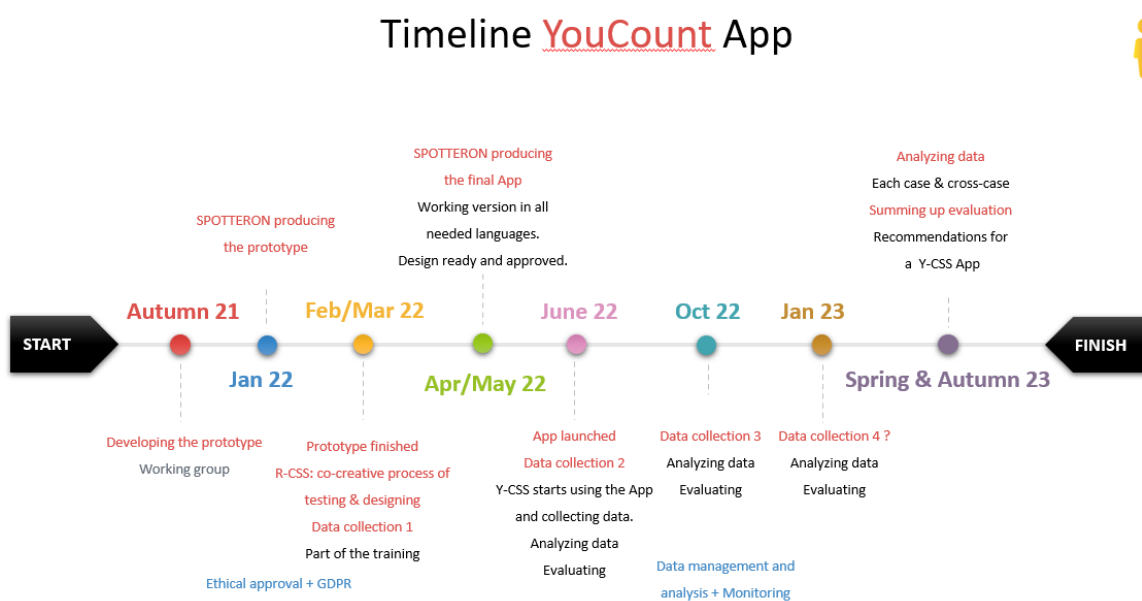 Timeline YouCount App
SPOTTERON producing
the prototype
SPOTTERON producing
the final App
Working version in all
needed languages.
Design ready and approved.
Analyzing data
Each case & cross-case
Summing up evaluation
Recommendations for
a Y-CSS App
START
Autumn 21
Jan 22
Feb/Mar 22
Apr/May 22
June 22
Oct 22
Jan 23
Spring & Autumn 23
FINISH
Developing the prototype
Working group
Prototype finished
R-CSS: co-creative process of
testing & designing
Data collection 1
Part of the training
Ethical approval + GDPR
App launched
Data collection 2
Y-CSS starts using the App
and collecting data.
Analyzing data
Evaluating
Data collection 3
Analyzing data
Evaluating
Data collection 4 ?
Analyzing data
Evaluating
Data management and
analysis + Monitoring